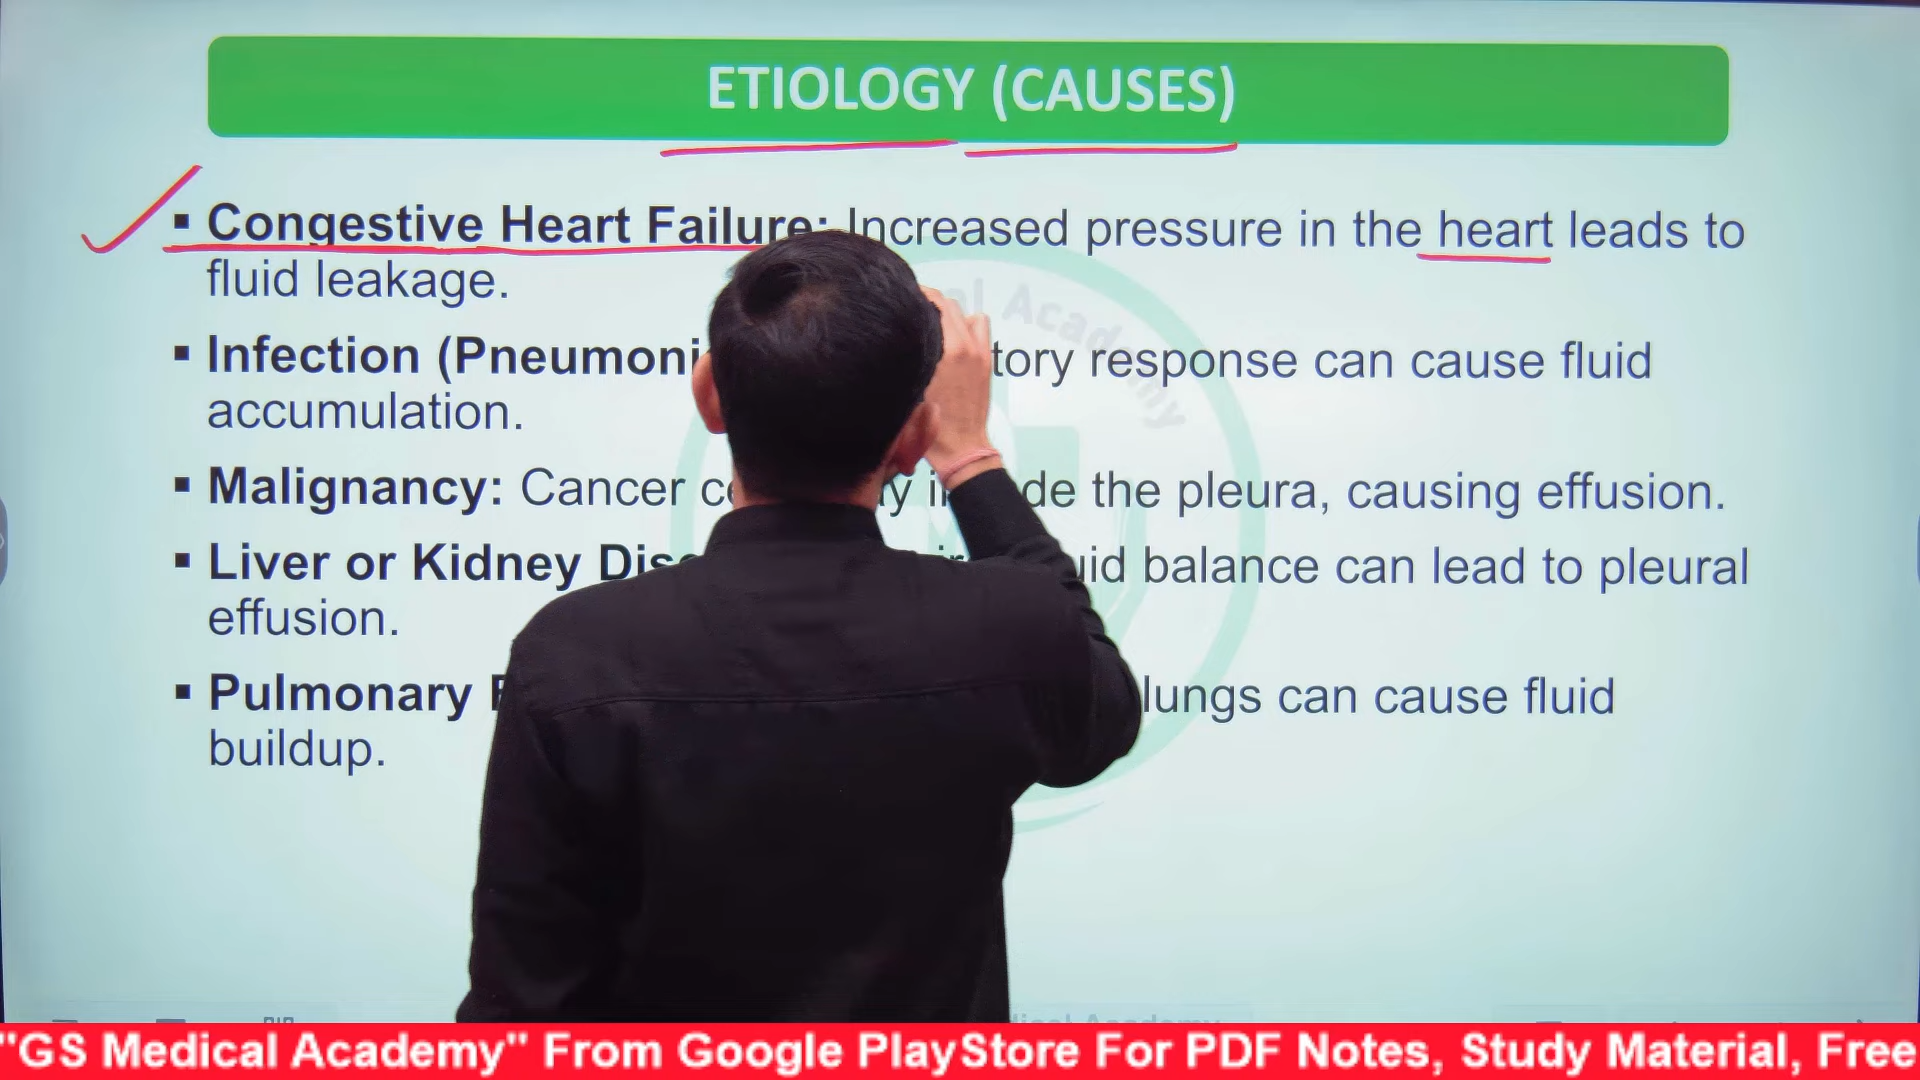 ETIOLOGY (CAUSES)
▪ Congestive Heart Failure: Increased pressure in the heart leads to
fluid leakage.
▪ Infection (Pneumoni tory response can cause fluid
accumulation.
▪ Malignancy: Cancer the pleura, causing effusion.
▪ Liver or Kidney balance can lead to pleural
effusion.
▪ Pulmonary lungs can cause fluid
buildup.
al Academy
"GS Medical Academy" From Google PlayStore For PDF Notes, Study Material, Free